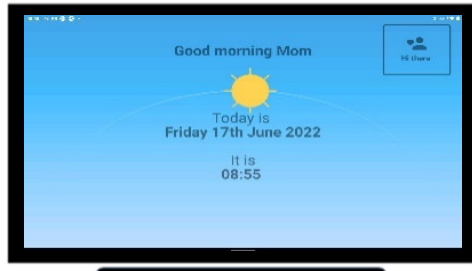 Good morning Mom
Hi there
Today is
Friday 17th June 2022
It is
08:55